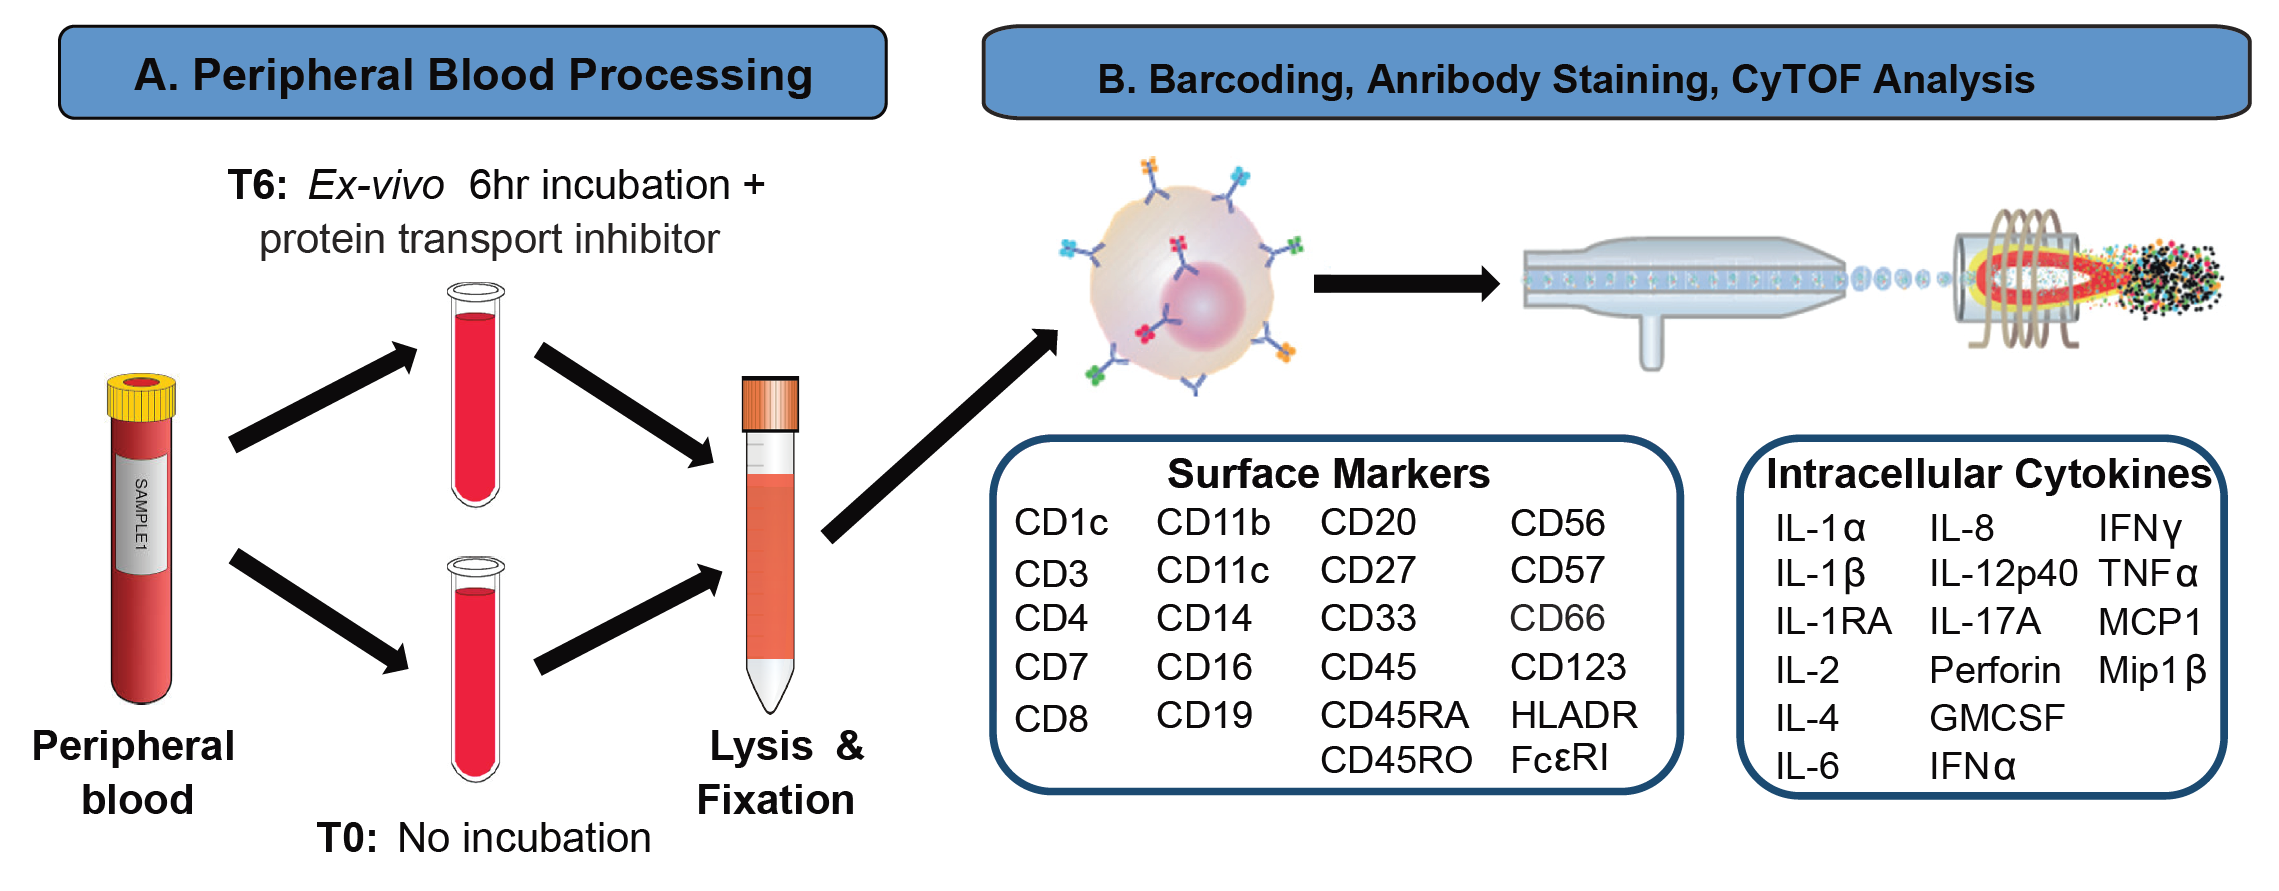 A. Peripheral Blood Processing
T6: Ex-vivo 6hr incubation +
protein transport inhibitor
SAMPLE1
Peripheral
blood
Lysis &
Fixation
T0: No incubation
B. Barcoding, Anribody Staining, CyTOF Analysis
Surface Markers
CD1c CD11b CD20 CD56
CD3 CD11c CD27 CD57
CD4 CD14 CD33 CD66
CD7 CD16 CD45 CD123
CD8 CD19 CD45RA HLADR
CD45RO FcεRI
Intracellular Cytokines
IL-1α IL-8 IFNγ
IL-1β IL-12p40 TNFα
IL-1RA IL-17A MCP1
IL-2 Perforin Mip1β
IL-4 GMCSF
IL-6 IFNα